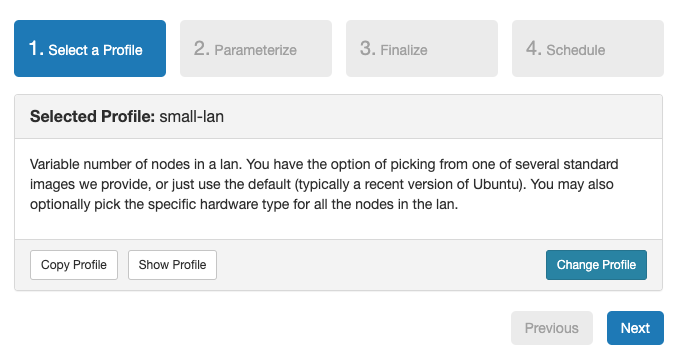 1. Select a Profile
2. Parameterize
3. Finalize
4. Schedule
Selected Profile: small-lan
Variable number of nodes in a lan. You have the option of picking from one of several standard
images we provide, or just use the default (typically a recent version of Ubuntu). You may also
optionally pick the specific hardware type for all the nodes in the lan.
Copy Profile
Show Profile
Change Profile
Previous
Next